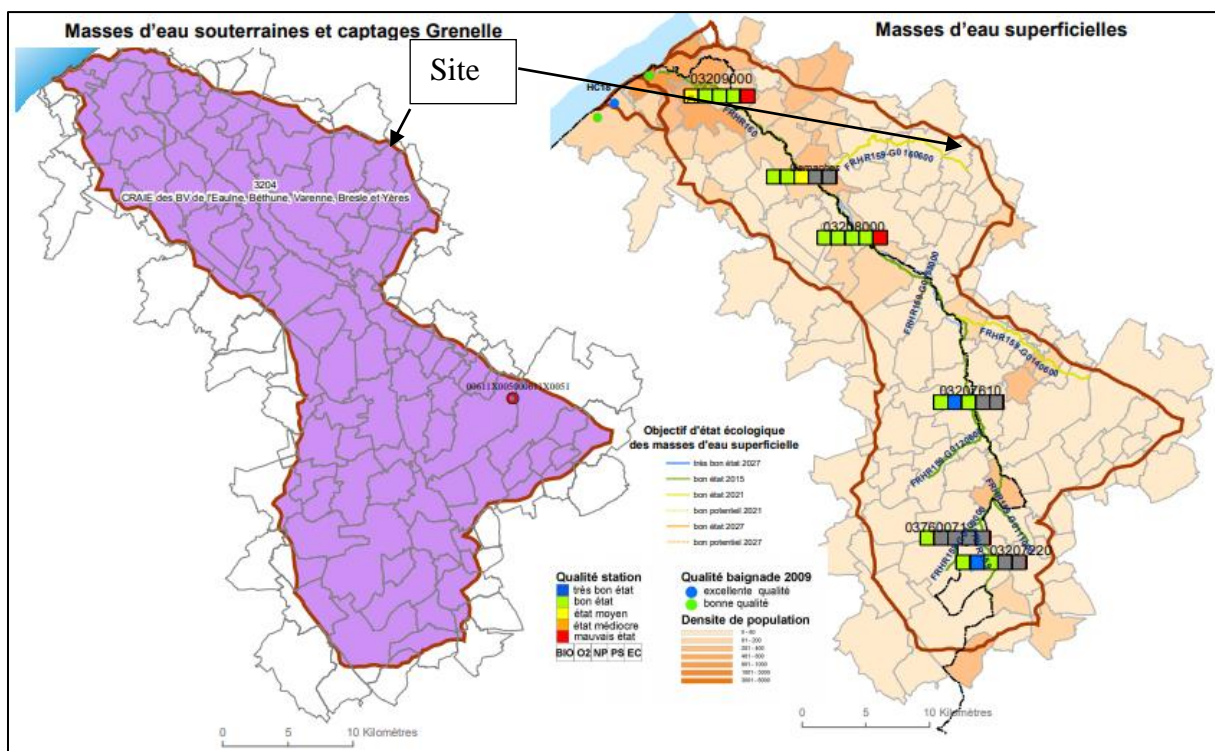 Masses d'eau souterraines et captages Grenelle
Site
3204
CRAIE des BV de l'Eaulne, Béthune, Varenne, Bresle et Yères
0 5 10 Kilomètres
Masses d'eau superficielles
HC18
03209000
FRHR160
FRHR159-G0160600
Gamaches
03208000
FRHR159-G0140600
03207610
03207220
Objectif d'état écologique
des masses d'eau superficielle
très bon état 2027
bon état 2015
bon état 2021
bon potentiel 2021
bon état 2027
bon potentiel 2027
Qualité station
très bon état
bon état
état moyen
état médiocre
mauvais état
BIO O2 NP PS EC
Qualité baignade 2009
excellente qualité
bonne qualité
Densite de population
0 5 10 Kilomètres